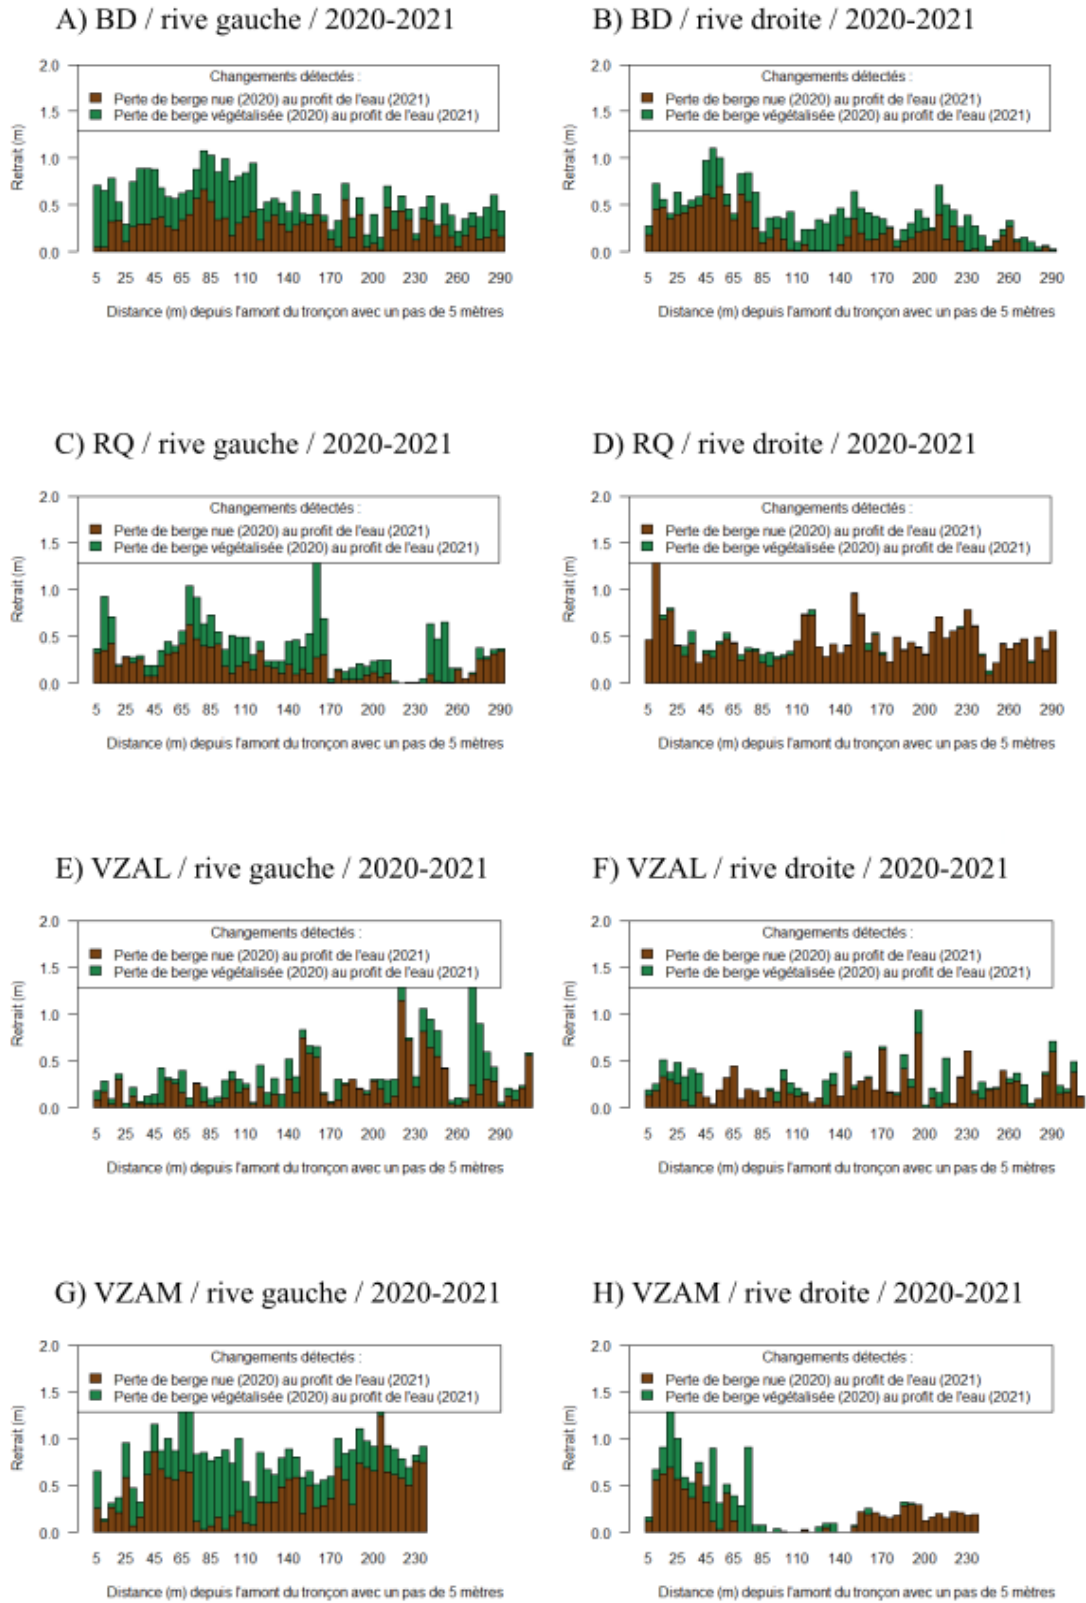 A) BD / rive gauche / 2020-2021
2.0
1.5
1.0
0.5
0.0
Retrait (m)
Changements détectés :
Perte de berge nue (2020) au profit de l'eau (2021)
Perte de berge végétalisée (2020) au profit de l'eau (2021)
5 25 45 65 85 110 140 170 200 230 260 290
Distance (m) depuis l'amont du tronçon avec un pas de 5 mètres
B) BD / rive droite / 2020-2021
2.0
1.5
1.0
0.5
0.0
Retrait (m)
Changements détectés :
Perte de berge nue (2020) au profit de l'eau (2021)
Perte de berge végétalisée (2020) au profit de l'eau (2021)
5 25 45 65 85 110 140 170 200 230 260 290
Distance (m) depuis l'amont du tronçon avec un pas de 5 mètres
C) RQ / rive gauche / 2020-2021
2.0
1.5
1.0
0.5
0.0
Retrait (m)
Changements détectés :
Perte de berge nue (2020) au profit de l'eau (2021)
Perte de berge végétalisée (2020) au profit de l'eau (2021)
5 25 45 65 85 110 140 170 200 230 260 290
Distance (m) depuis l'amont du tronçon avec un pas de 5 mètres
D) RQ / rive droite / 2020-2021
2.0
1.5
1.0
0.5
0.0
Retrait (m)
Changements détectés :
Perte de berge nue (2020) au profit de l'eau (2021)
Perte de berge végétalisée (2020) au profit de l'eau (2021)
5 25 45 65 85 110 140 170 200 230 260 290
Distance (m) depuis l'amont du tronçon avec un pas de 5 mètres
E) VZAL / rive gauche / 2020-2021
2.0
1.5
1.0
0.5
0.0
Retrait (m)
Changements détectés :
Perte de berge nue (2020) au profit de l'eau (2021)
Perte de berge végétalisée (2020) au profit de l'eau (2021)
5 25 45 65 85 110 140 170 200 230 260 290
Distance (m) depuis l'amont du tronçon avec un pas de 5 mètres
F) VZAL / rive droite / 2020-2021
2.0
1.5
1.0
0.5
0.0
Retrait (m)
Changements détectés :
Perte de berge nue (2020) au profit de l'eau (2021)
Perte de berge végétalisée (2020) au profit de l'eau (2021)
5 25 45 65 85 110 140 170 200 230 260 290
Distance (m) depuis l'amont du tronçon avec un pas de 5 mètres
G) VZAM / rive gauche / 2020-2021
2.0
1.5
1.0
0.5
0.0
Retrait (m)
Changements détectés :
Perte de berge nue (2020) au profit de l'eau (2021)
Perte de berge végétalisée (2020) au profit de l'eau (2021)
5 25 45 65 85 110 140 170 200 230
Distance (m) depuis l'amont du tronçon avec un pas de 5 mètres
H) VZAM / rive droite / 2020-2021
2.0
1.5
1.0
0.5
0.0
Retrait (m)
Changements détectés :
Perte de berge nue (2020) au profit de l'eau (2021)
Perte de berge végétalisée (2020) au profit de l'eau (2021)
5 25 45 65 85 110 140 170 200 230
Distance (m) depuis l'amont du tronçon avec un pas de 5 mètres